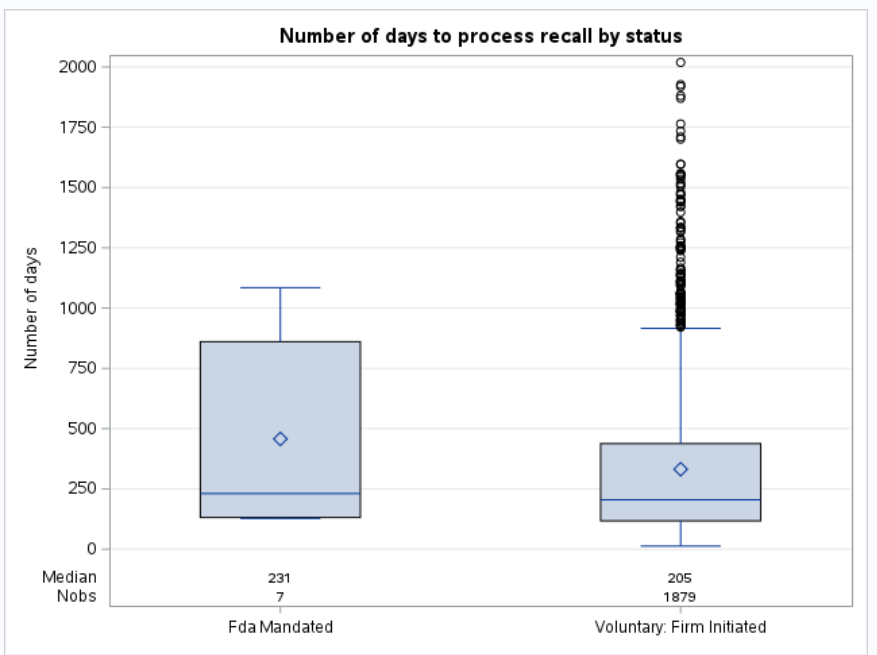 Number of days to process recall by status
2000
1750
1500
1250
1000
750
500
250
0
Number of days
Median 231 205
Nobs 7 1879
Fda Mandated Voluntary: Firm Initiated